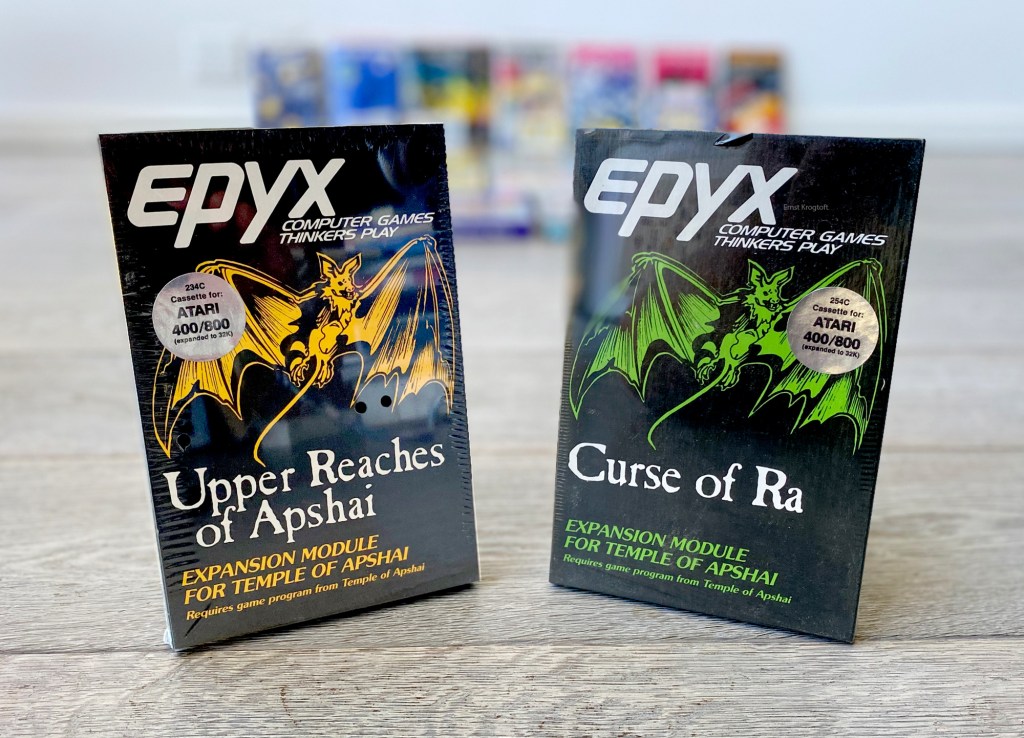 EPYX
COMPUTER GAMES
THINKERS PLAY
234C
Cassette for:
ATARI
400/800
(expanded to 32K)
Upper Reaches
of Apshai
EXPANSION MODULE
FOR TEMPLE OF APSHAI
Requires game program from Temple of Apshai
EPYX
Ernst Krogtoft
COMPUTER GAMES
THINKERS PLAY
254C
Cassette for:
ATARI
400/800
(expanded to 32K)
Curse of Ra
EXPANSION MODULE
FOR TEMPLE OF APSHAI
Requires game program from Temple of Apshai